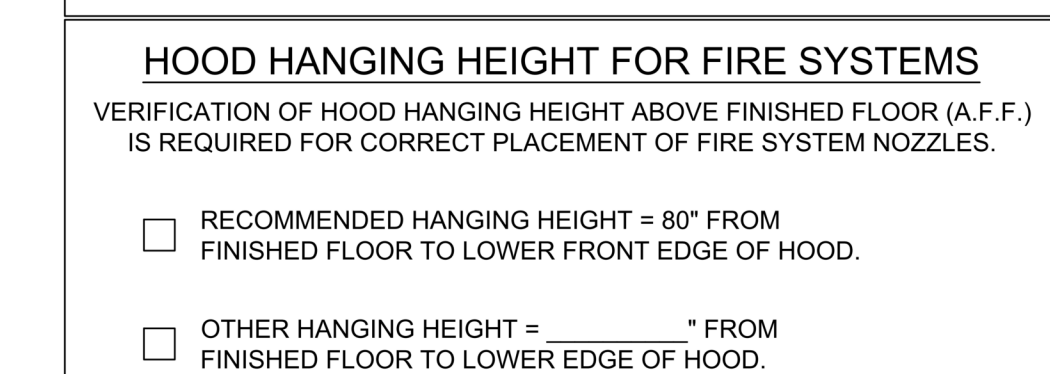 HOOD HANGING HEIGHT FOR FIRE SYSTEMS
VERIFICATION OF HOOD HANGING HEIGHT ABOVE FINISHED FLOOR (A.F.F.)
IS REQUIRED FOR CORRECT PLACEMENT OF FIRE SYSTEM NOZZLES.
RECOMMENDED HANGING HEIGHT = 80" FROM
FINISHED FLOOR TO LOWER FRONT EDGE OF HOOD.
OTHER HANGING HEIGHT = __________" FROM
FINISHED FLOOR TO LOWER EDGE OF HOOD.